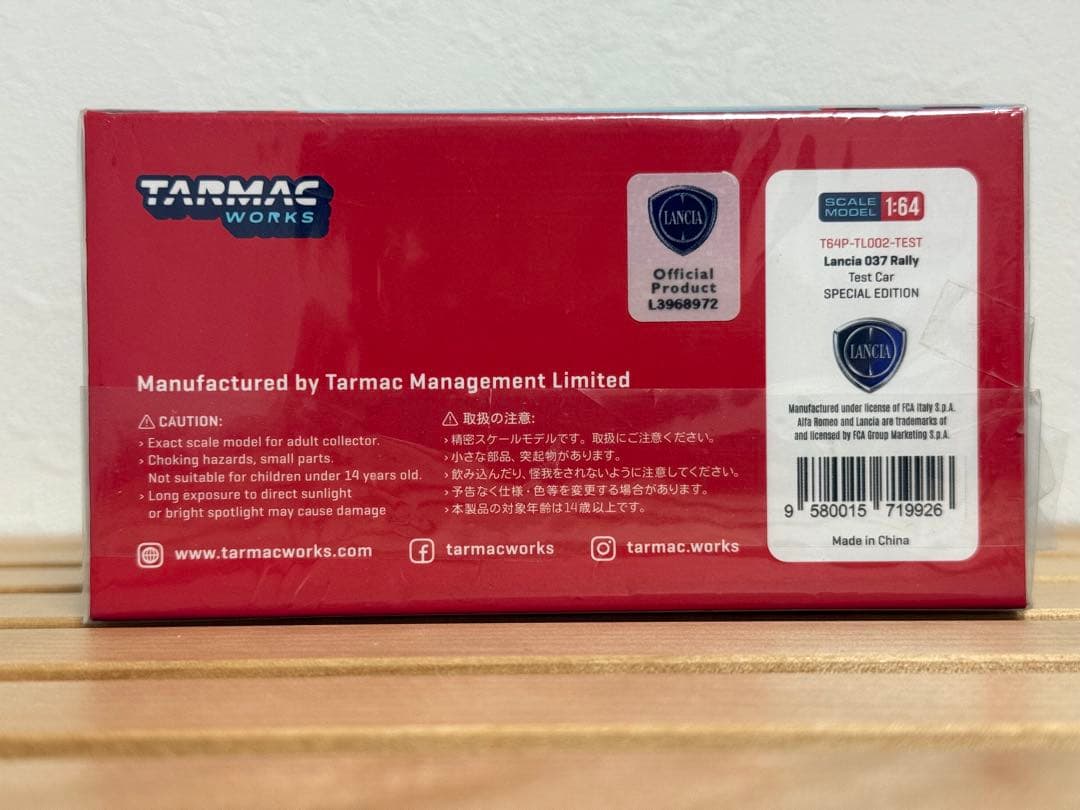 TARMAC
WORKS
LANCIA
Official
Product
L3968972
SCALE
MODEL 1:64
T64P-TL002-TEST
Lancia 037 Rally
Test Car
SPECIAL EDITION
LANCIA
Manufactured under license of FCA Italy S.p.A.
Alfa Romeo and Lancia are trademarks of
and licensed by FCA Group Marketing S.p.A.
9 580015 719926
Made in China
Manufactured by Tarmac Management Limited
CAUTION:
› Exact scale model for adult collector.
› Choking hazards, small parts.
Not suitable for children under 14 years old.
› Long exposure to direct sunlight
or bright spotlight may cause damage
取扱の注意:
›精密スケールモデルです。取扱にご注意ください。
›小さな部品、突起物があります。
›飲み込んだり、怪我をされないように注意してください。
›予告なく仕様・色等を変更する場合があります。
›本製品の対象年齢は14歳以上です。
www.tarmacworks.com
tarmacworks
tarmac.works